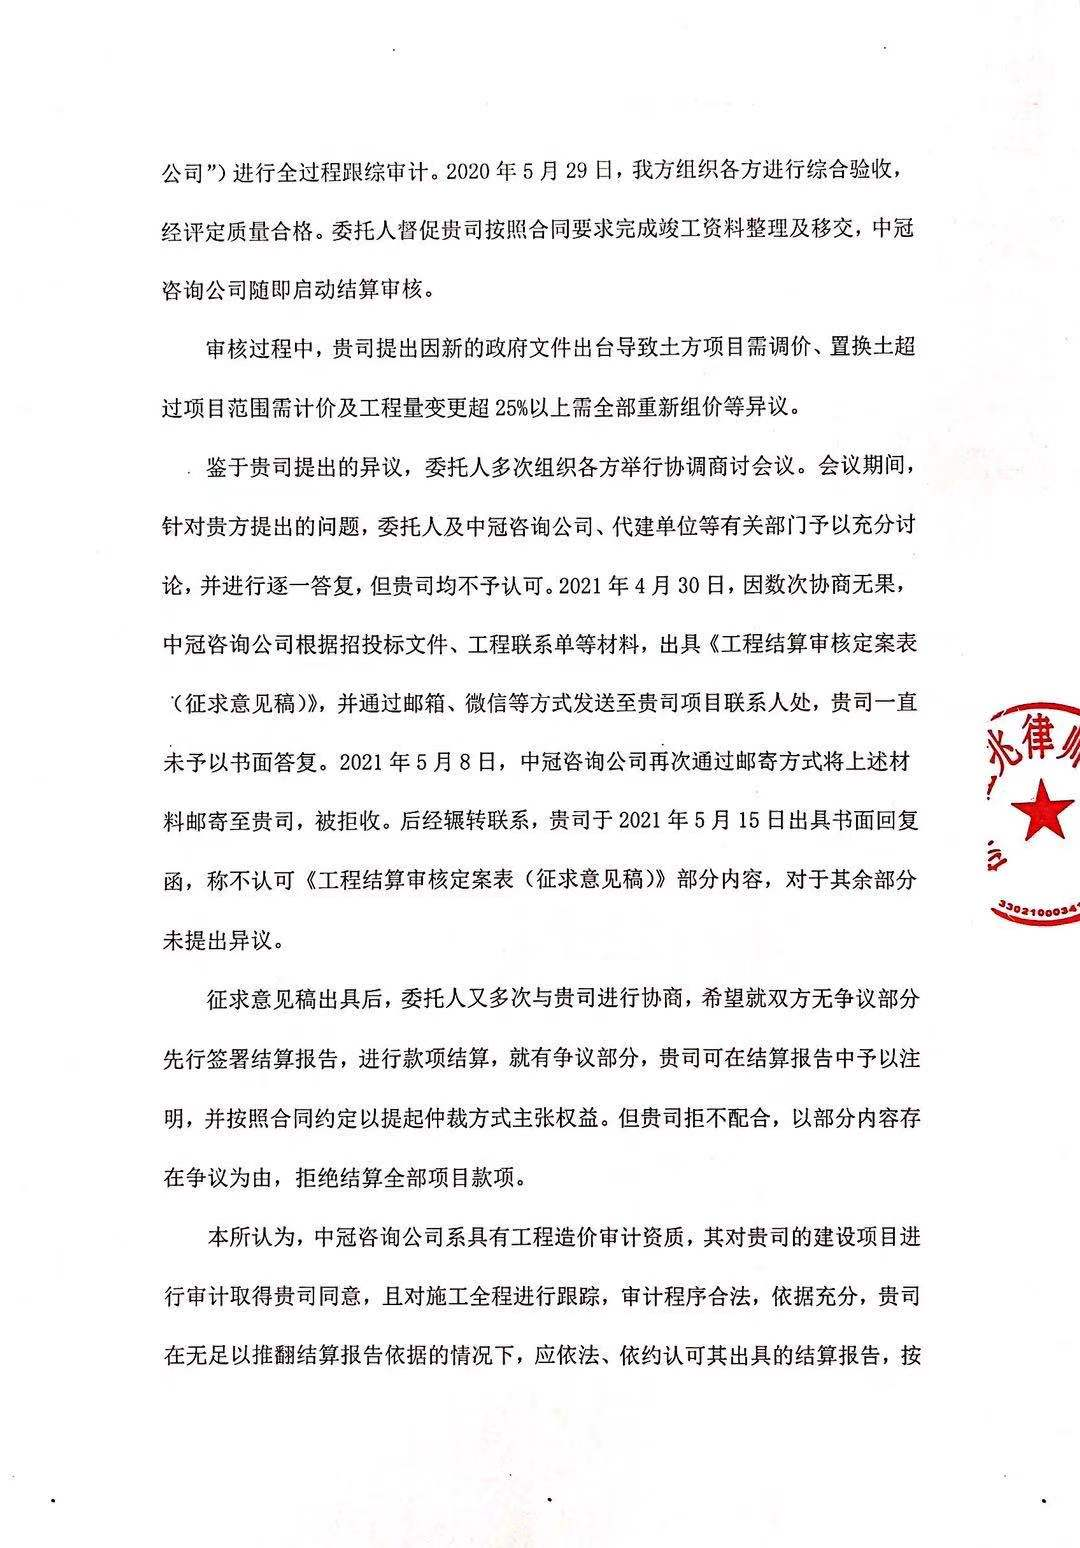 公司”）进行全过程跟综审计。2020 年 5 月 29 日，我方组织各方进行综合验收，
经评定质量合格。委托人督促贵司按照合同要求完成竣工资料整理及移交，中冠
咨询公司随即启动结算审核。
审核过程中，贵司提出因新的政府文件出台导致土方项目需调价、置换土超
过项目范围需计价及工程量变更超 25%以上需全部重新组价等异议。
鉴于贵司提出的异议，委托人多次组织各方举行协调商讨会议。会议期间，
针对贵方提出的问题，委托人及中冠咨询公司、代建单位等有关部门予以充分讨
论，并进行逐一答复，但贵司均不予认可。2021 年 4 月 30 日，因数次协商无果，
中冠咨询公司根据招投标文件、工程联系单等材料，出具《工程结算审核定案表
（征求意见稿）》，并通过邮箱、微信等方式发送至贵司项目联系人处，贵司一直
未予以书面答复。2021 年 5 月 8 日，中冠咨询公司再次通过邮寄方式将上述材
料邮寄至贵司，被拒收。后经辗转联系，贵司于 2021 年 5 月 15 日出具书面回复
函，称不认可《工程结算审核定案表（征求意见稿）》部分内容，对于其余部分
未提出异议。
征求意见稿出具后，委托人又多次与贵司进行协商，希望就双方无争议部分
先行签署结算报告，进行款项结算，就有争议部分，贵司可在结算报告中予以注
明，并按照合同约定以提起仲裁方式主张权益。但贵司拒不配合，以部分内容存
在争议为由，拒绝结算全部项目款项。
本所认为，中冠咨询公司系具有工程造价审计资质，其对贵司的建设项目进
行审计取得贵司同意，且对施工全程进行跟踪，审计程序合法，依据充分，贵司
在无足以推翻结算报告依据的情况下，应依法、依约认可其出具的结算报告，按
兆律师
33021000341